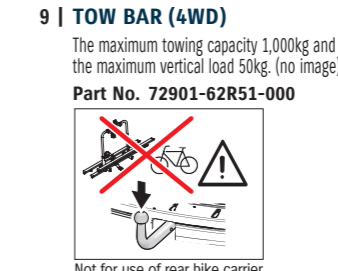 9 | TOW BAR (4WD)
The maximum towing capacity 1,000kg and
the maximum vertical load 50kg. (no image)
Part No. 72901-62R51-000
Not for use of rear bike carrier